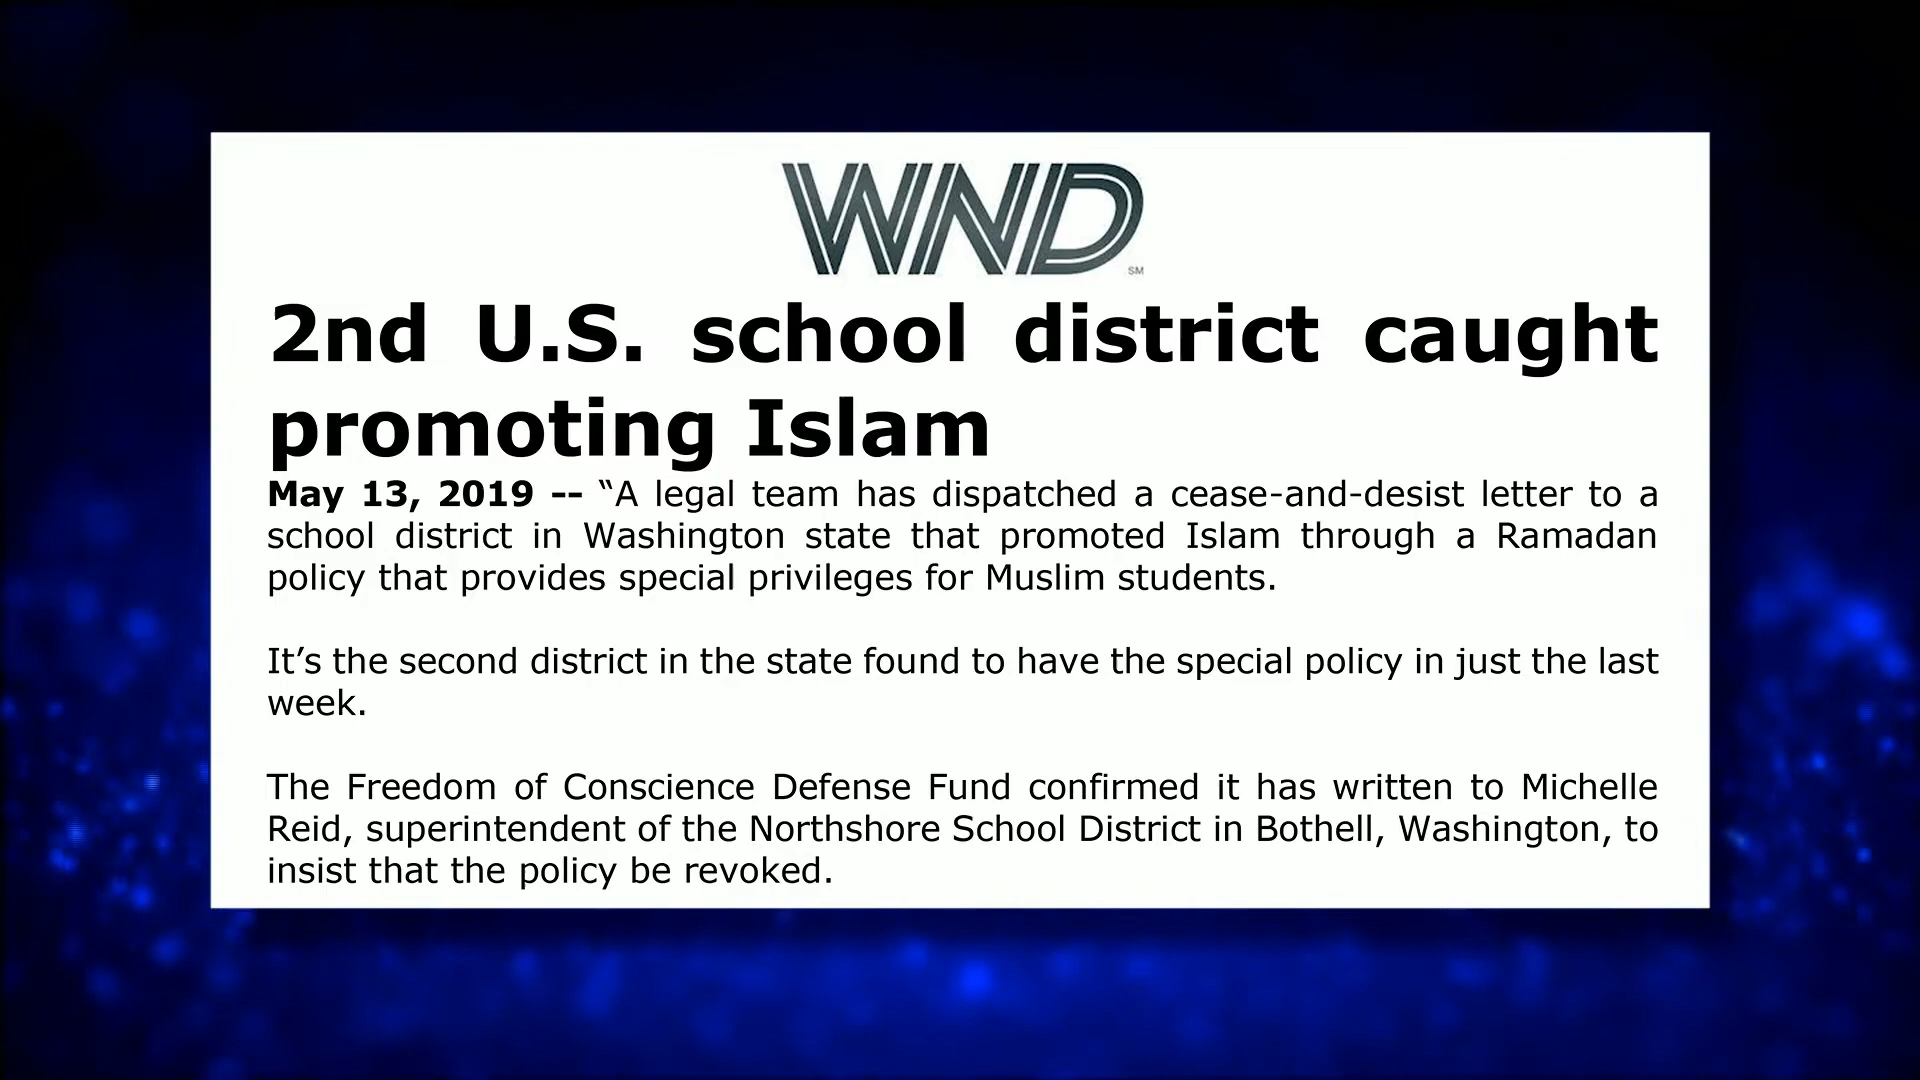 WND
SM
2nd U.S. school district caught
promoting Islam
May 13, 2019 -- “A legal team has dispatched a cease-and-desist letter to a
school district in Washington state that promoted Islam through a Ramadan
policy that provides special privileges for Muslim students.
It’s the second district in the state found to have the special policy in just the last
week.
The Freedom of Conscience Defense Fund confirmed it has written to Michelle
Reid, superintendent of the Northshore School District in Bothell, Washington, to
insist that the policy be revoked.